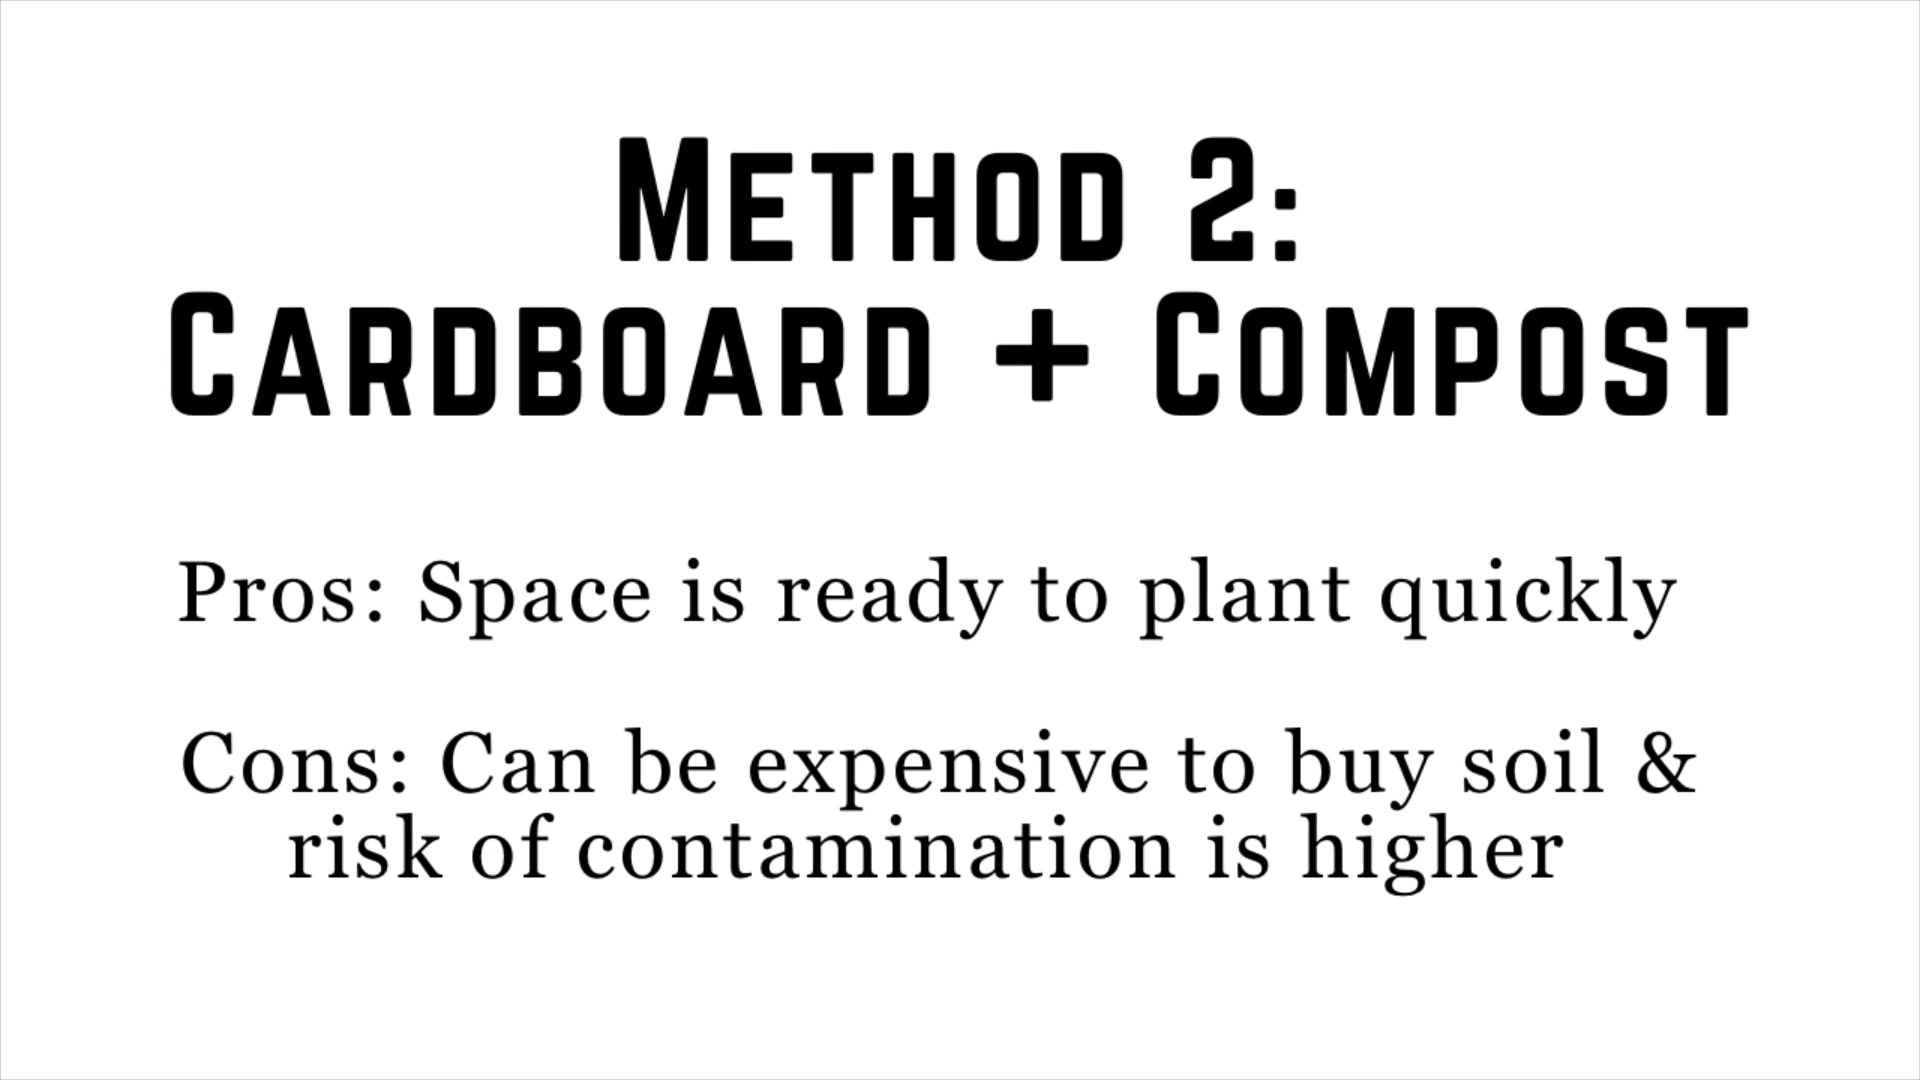 Method 2:
Cardboard + Compost
Pros: Space is ready to plant quickly
Cons: Can be expensive to buy soil &
risk of contamination is higher